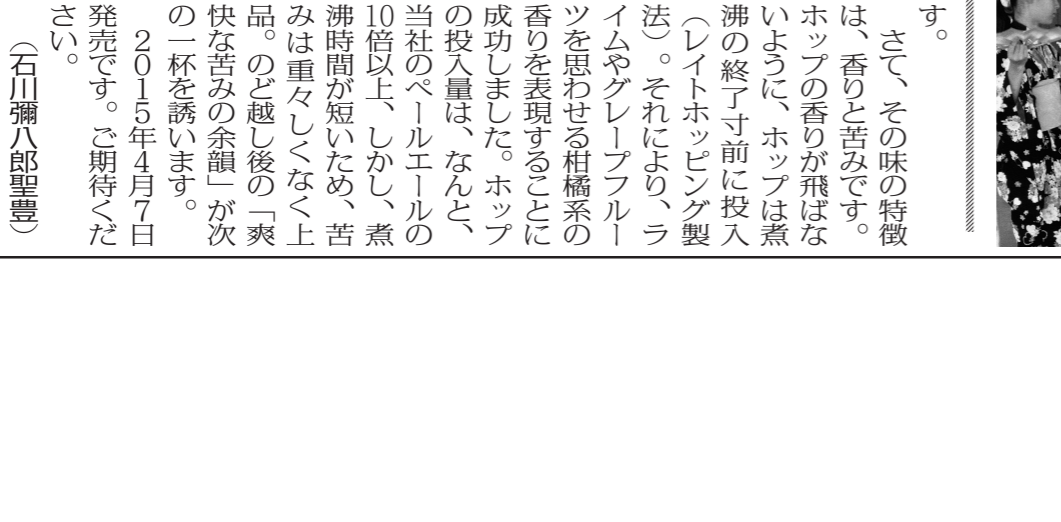 す。
さて、その味の特徴
は、香りと苦みです。
ホップの香りが飛ばな
いように、ホップは煮
沸の終了寸前に投入
（レイトホッピング製
法）。それにより、ラ
イムやグレープフルー
ツを思わせる柑橘系の
香りを表現することに
成功しました。ホップ
の投入量は、なんと、
当社のペールエールの
10倍以上、しかし、煮
沸時間が短いため、苦
みは重々しくなく上
品。のど越し後の「爽
快な苦みの余韻」が次
の一杯を誘います。
２０１５年４月７日
発売です。ご期待くだ
さい。
（石川彌八郎聖豊）